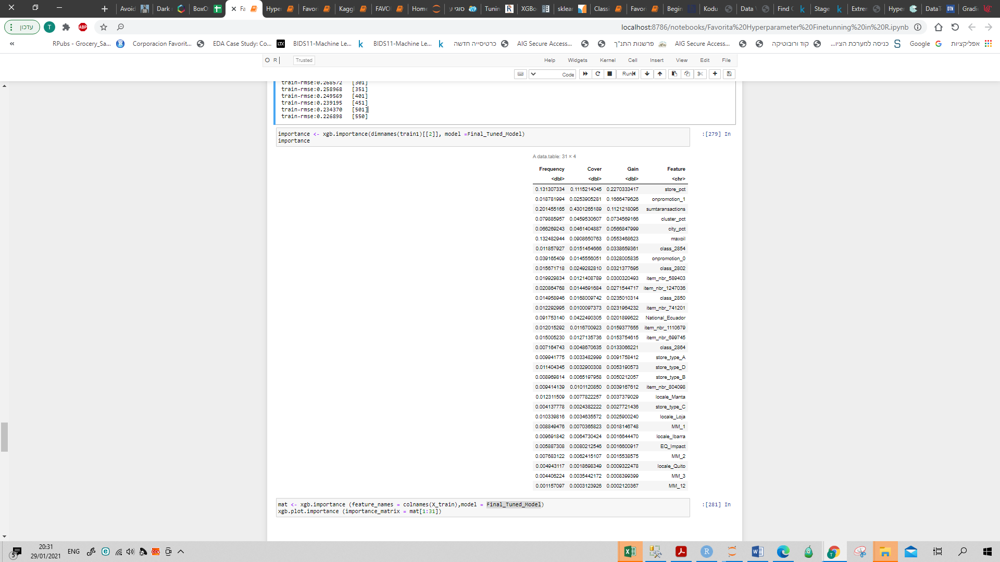 Avoid
Dark
BoxO
Fa
Hyper
Favor
Kaggl
FAVO
Home
סוגי ע
Tunin
XGBo
sklear
Classi
Favori
Begin
Kodu
Data V
Find C
Stage
Extrem
Hyper
DataT
Gradie
עדכון
T
ABP
localhost:8786/notebooks/Favorita%20Hyperparameter%20Finetunning%20in%20R.ipynb
RPubs - Grocery_Sa...
Corporacion Favorit...
EDA Case Study: Co...
BIDS11-Machine Le...
BIDS11-Machine Le...
כרטיסייה חדשה
AIG Secure Access...
פרשנות התנ"ך
AIG Secure Access...
קוד ורובוטיקה
כניסה למערכת הציו...
Google
אפליקציות
R
Trusted
Help
Widgets
Kernel
Cell
Insert
View
Edit
File
Code
Run
train-rmse:0.268572 [301]
train-rmse:0.258968 [351]
train-rmse:0.249569 [401]
train-rmse:0.239195 [451]
train-rmse:0.234370 [501]
train-rmse:0.226898 [550]
importance <- xgb.importance(dimnames(train1)[[2]], model =Final_Tuned_Model)
importance
:[279] In
A data.table: 31 × 4
Frequency Cover Gain Feature
<dbl> <dbl> <dbl> <chr>
0.131307334 0.1115214045 0.2270333417 store_pct
0.018781994 0.0253905281 0.1666479626 onpromotion_1
0.201455165 0.4301265189 0.1121218095 sumtaransactions
0.079885957 0.0459530607 0.0734569166 cluster_pct
0.066269243 0.0461404887 0.0566847999 city_pct
0.132482944 0.0908650763 0.0553468623 maxoil
0.011857927 0.0151454666 0.0338659361 class_2854
0.039165409 0.0145556051 0.0328005835 onpromotion_0
0.015671718 0.0249282810 0.0321377695 class_2802
0.019929834 0.0121408789 0.0300320493 item_nbr_589403
0.020864768 0.0144691684 0.0271544717 item_nbr_1247036
0.014958946 0.0168009742 0.0235010314 class_2850
0.012292995 0.0100097373 0.0231964232 item_nbr_741201
0.091753140 0.0422490305 0.0201899622 National_Ecuador
0.012015292 0.0116700923 0.0159377655 item_nbr_1110679
0.015005230 0.0127135736 0.0153754615 item_nbr_699745
0.007164743 0.0048670635 0.0133066221 class_2864
0.009941775 0.0033482999 0.0091758412 store_type_A
0.011404345 0.0032900308 0.0053190573 store_type_D
0.008969814 0.0065197958 0.0050212057 store_type_B
0.009414139 0.0101120850 0.0039167612 item_nbr_804098
0.012311509 0.0077822257 0.0037379029 locale_Manta
0.004137778 0.0024382222 0.0027721436 store_type_C
0.010339816 0.0034635572 0.0025900240 locale_Loja
0.008849476 0.0070365823 0.0018146748 MM_1
0.009691842 0.0064730424 0.0016644470 locale_Ibarra
0.005887308 0.0080212546 0.0016600917 EQ_Impact
0.007683122 0.0062415107 0.0015538575 MM_2
0.004943117 0.0018698349 0.0009322478 locale_Quito
0.004406224 0.0035442172 0.0008399399 MM_3
0.001157097 0.0003123926 0.0002120367 MM_12
mat <- xgb.importance (feature_names = colnames(X_train),model = Final_Tuned_Model)
xgb.plot.importance (importance_matrix = mat[1:31])
:[281] In
5
20:31
29/01/2021
ENG